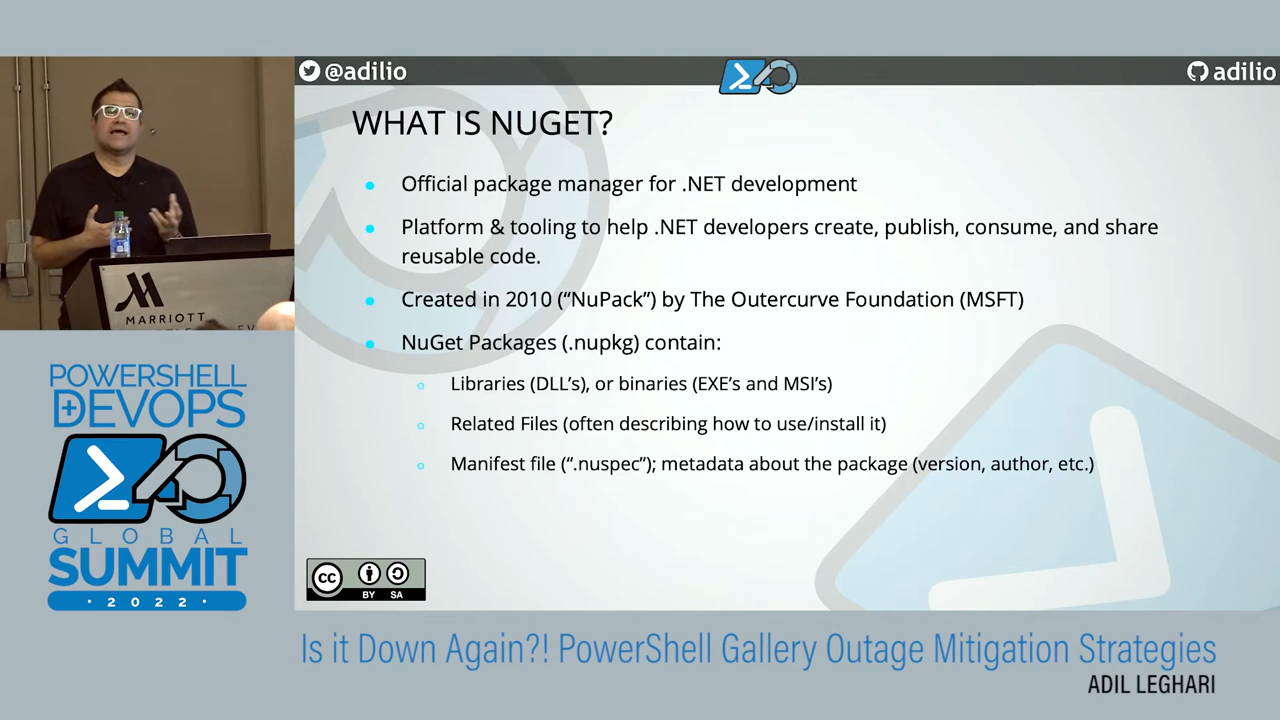 @adilio
adilio
WHAT IS NUGET?
Official package manager for .NET development
Platform & tooling to help .NET developers create, publish, consume, and share
reusable code.
Created in 2010 (“NuPack”) by The Outercurve Foundation (MSFT)
NuGet Packages (.nupkg) contain:
Libraries (DLL’s), or binaries (EXE’s and MSI’s)
Related Files (often describing how to use/install it)
Manifest file (“.nuspec”); metadata about the package (version, author, etc.)
MARRIOTT
POWERSHELL
+DEVOPS
GLOBAL
SUMMIT
· 2022 ·
CC
BY SA
Is it Down Again?! PowerShell Gallery Outage Mitigation Strategies
ADIL LEGHARI